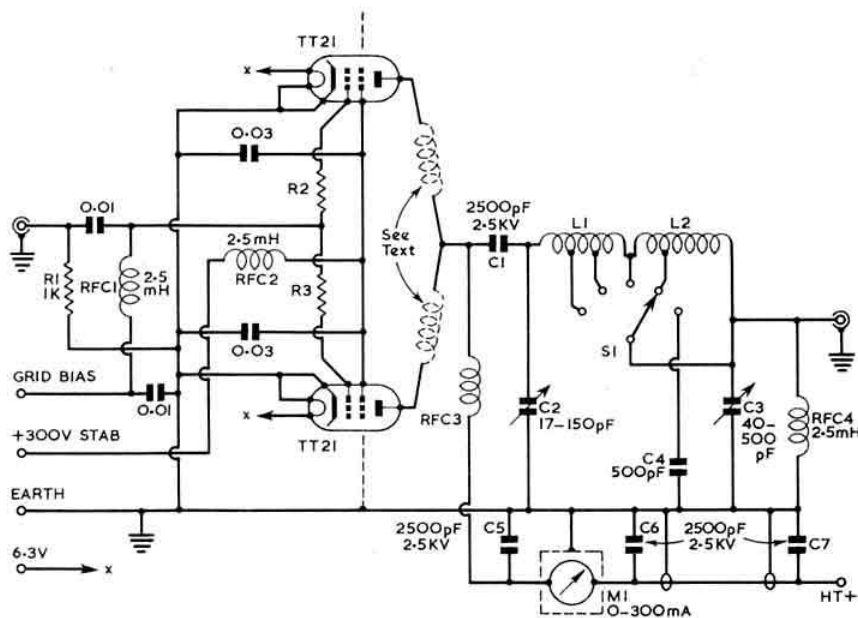 TT21
x
0·03
R2
0·01
2500pF
2·5KV
C1
L1
L2
See
Text
2·5mH
RFC2
R1
1K
RFC1
2·5
mH
R3
S1
0·03
GRID BIAS
0·01
x
TT21
RFC3
C2
17–150pF
C3
40–
500
pF
RFC4
2·5mH
C4
500pF
+300V STAB
EARTH
2500pF
2·5KV
C5
C6
2500pF
2·5KV
C7
6·3V
x
M1
0–300mA
HT+